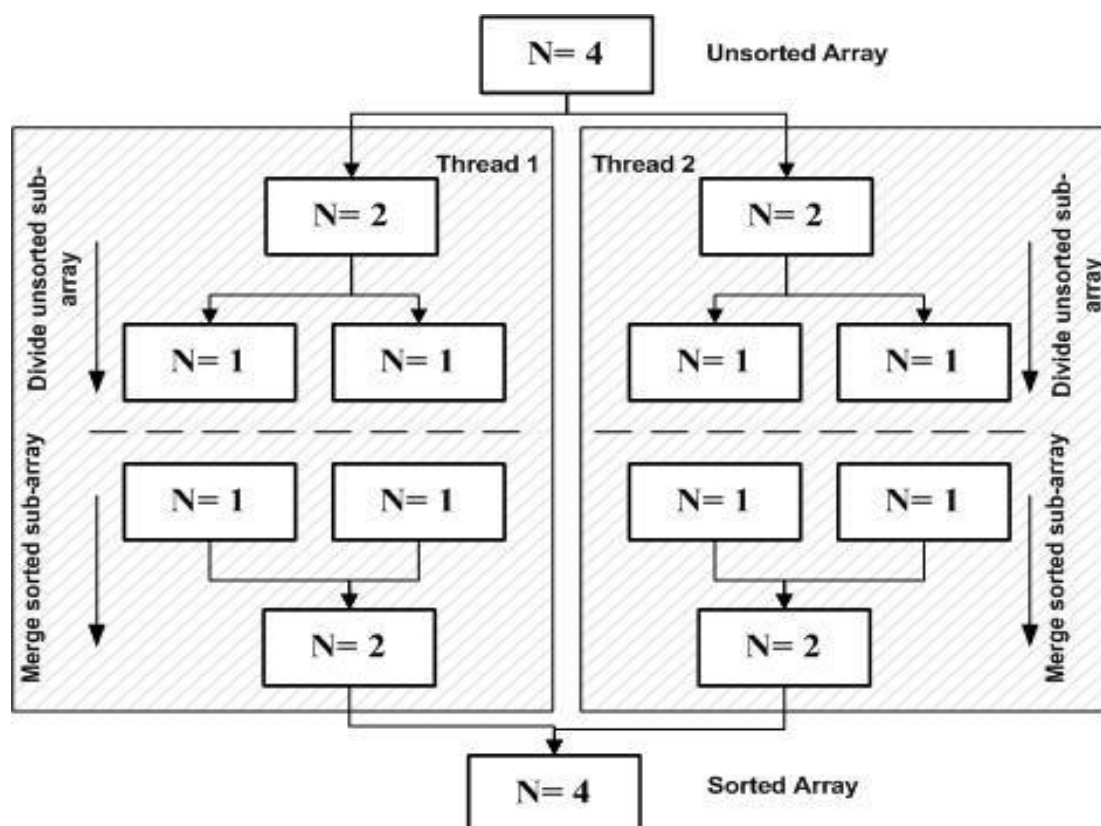 N= 4
Unsorted Array
Thread 1
Thread 2
N= 2
N= 2
Divide unsorted sub-
array
Divide unsorted sub-
array
N= 1
N= 1
N= 1
N= 1
N= 1
N= 1
N= 1
N= 1
Merge sorted sub-array
Merge sorted sub-array
N= 2
N= 2
N= 4
Sorted Array